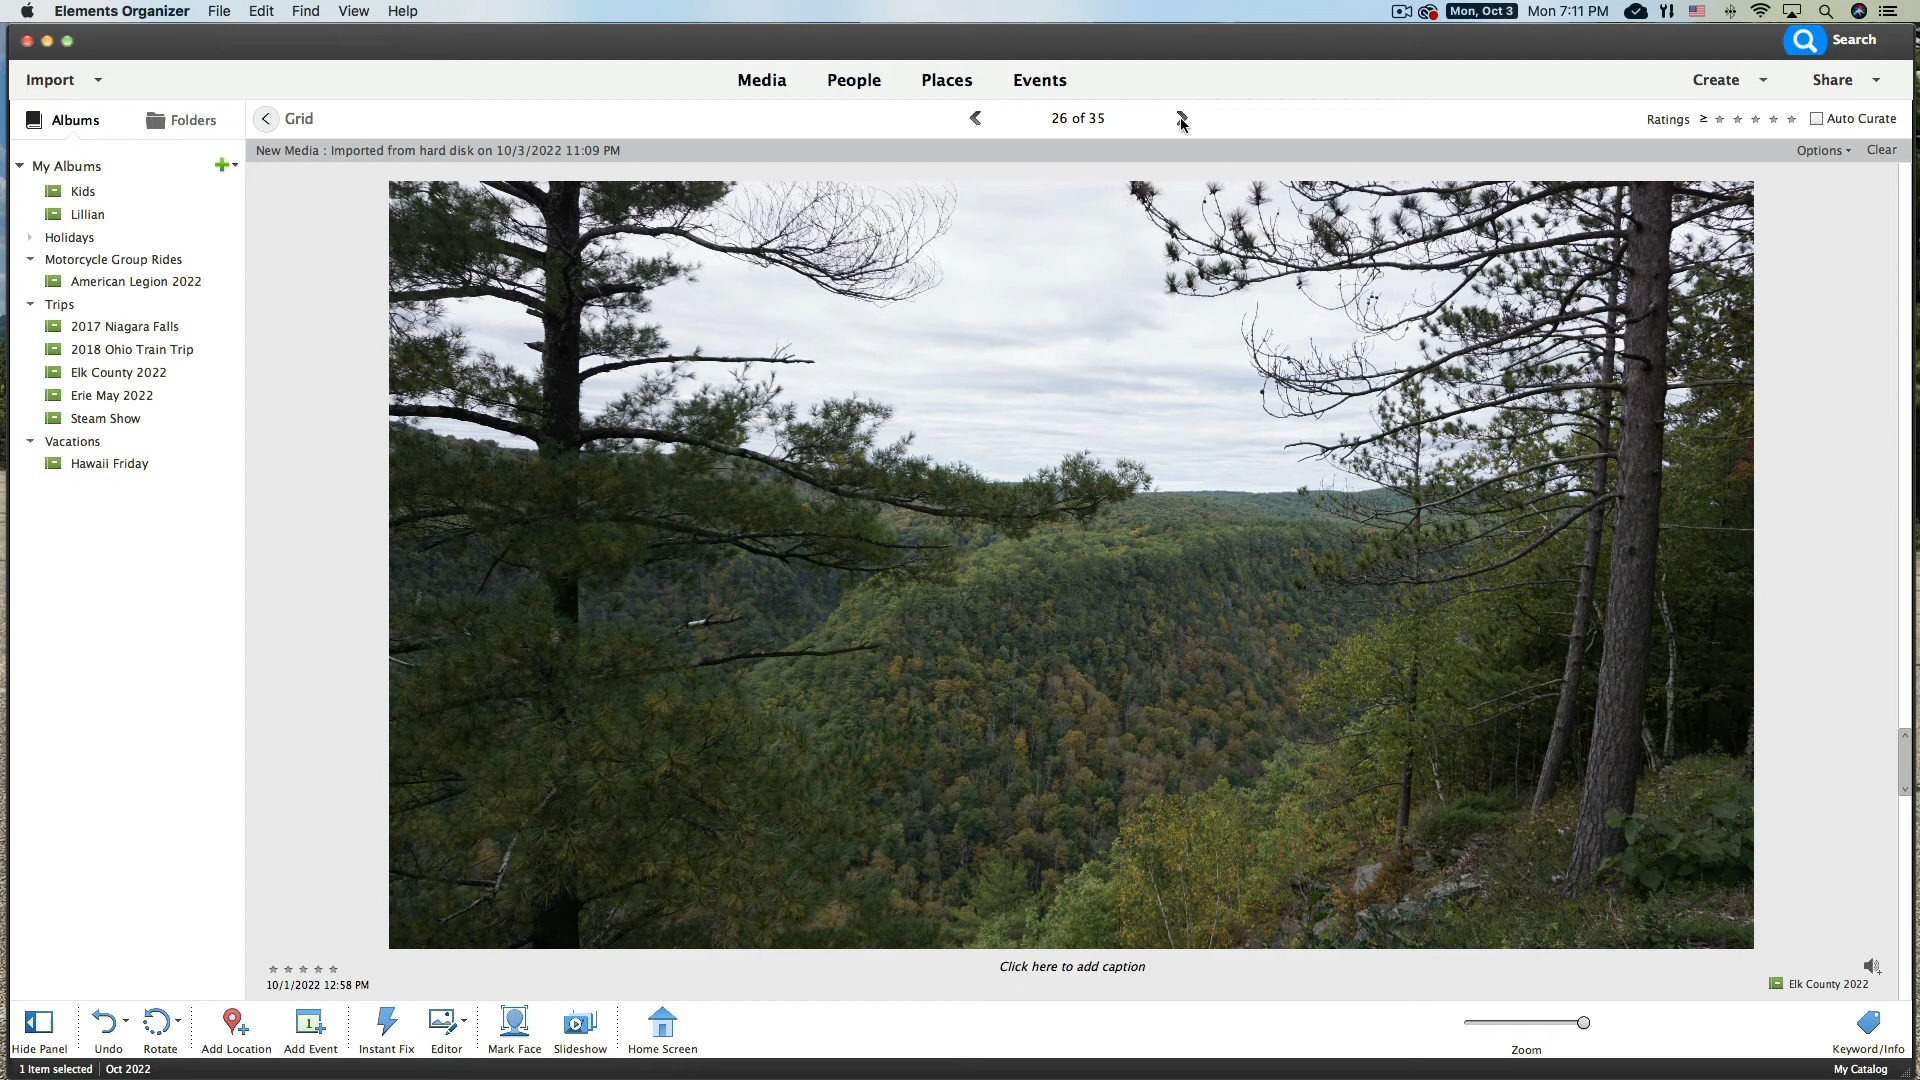 Elements Organizer File Edit Find View Help
Mon, Oct 3 Mon 7:11 PM
Search
Import Media People Places Events Create Share
Albums Folders Grid 26 of 35 Ratings ≥ Auto Curate
New Media : Imported from hard disk on 10/3/2022 11:09 PM Options Clear
My Albums
Kids
Lillian
Holidays
Motorcycle Group Rides
American Legion 2022
Trips
2017 Niagara Falls
2018 Ohio Train Trip
Elk County 2022
Erie May 2022
Steam Show
Vacations
Hawaii Friday
Click here to add caption
10/1/2022 12:58 PM Elk County 2022
1
Hide Panel Undo Rotate Add Location Add Event Instant Fix Editor Mark Face Slideshow Home Screen Zoom Keyword/Info
1 Item selected Oct 2022 My Catalog